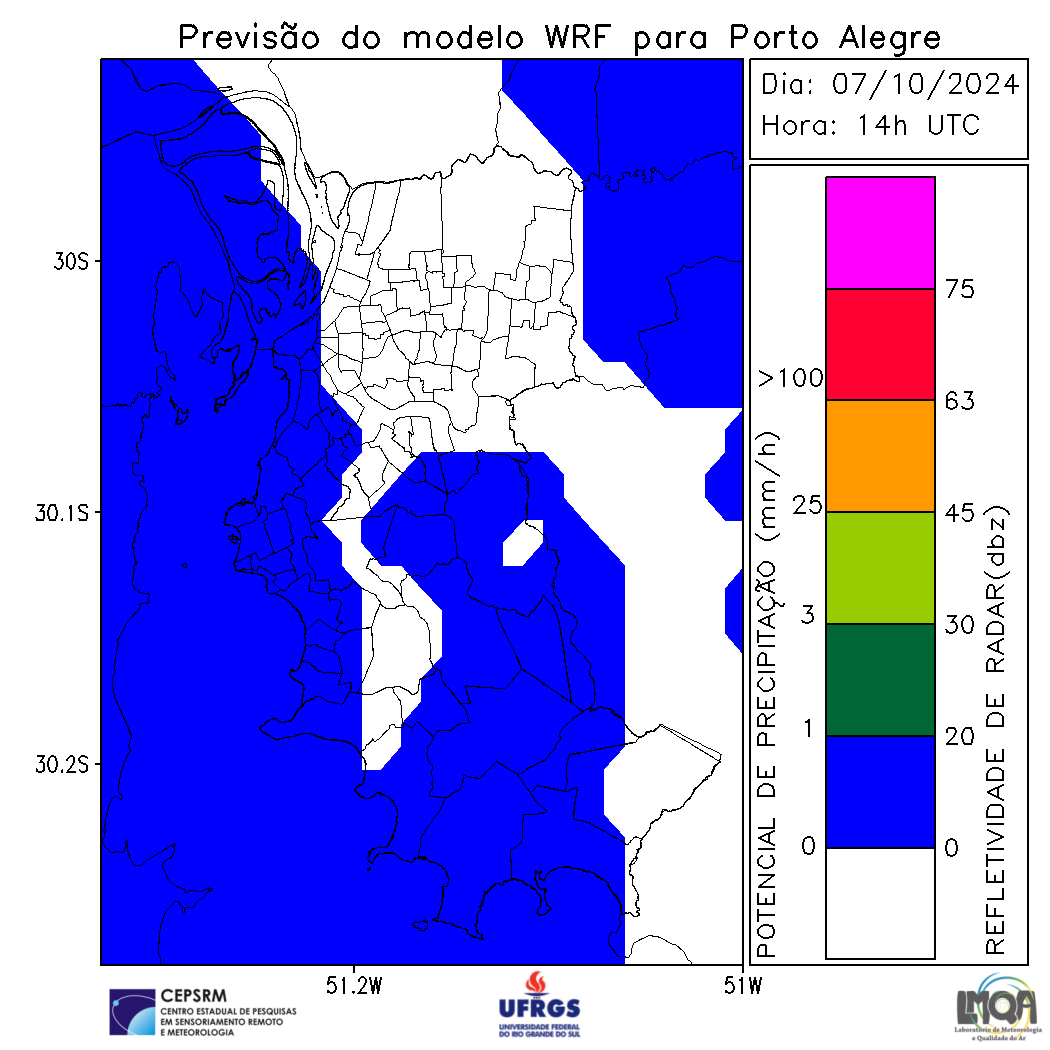 Previsão do modelo WRF para Porto Alegre
Dia: 07/10/2024
Hora: 14h UTC
30S
30.1S
30.2S
51.2W
51W
POTENCIAL DE PRECIPITAÇÃO (mm/h)
>100
25
3
1
0
75
63
45
30
20
0
REFLETIVIDADE DE RADAR(dbz)
CEPSRM
CENTRO ESTADUAL DE PESQUISAS
EM SENSORIAMENTO REMOTO
E METEOROLOGIA
UFRGS
UNIVERSIDADE FEDERAL
DO RIO GRANDE DO SUL
LMQA
Laboratório de Meteorologia
e Qualidade do Ar